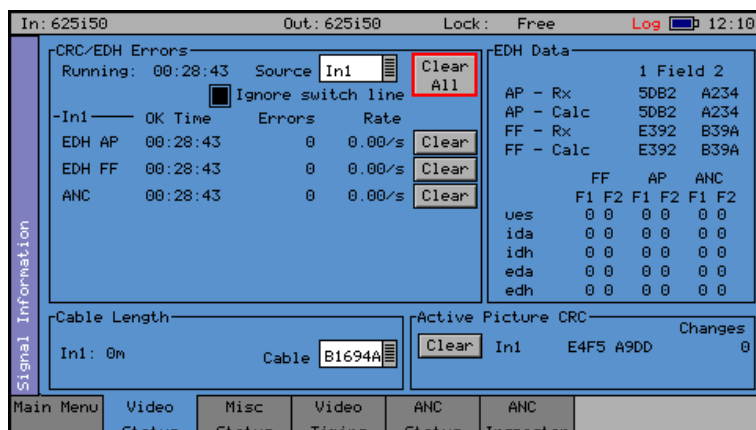 In: 625i50 Out: 625i50 Lock: Free Log 12:10
CRC/EDH Errors
Running: 00:28:43 Source In1 Clear All
Ignore switch line
In1 OK Time Errors Rate
EDH AP 00:28:43 0 0.00/s Clear
EDH FF 00:28:43 0 0.00/s Clear
ANC 00:28:43 0 0.00/s Clear
EDH Data
1 Field 2
AP - Rx 5DB2 A234
AP - Calc 5DB2 A234
FF - Rx E392 B39A
FF - Calc E392 B39A
FF AP ANC
F1 F2 F1 F2 F1 F2
ues 0 0 0 0 0 0
ida 0 0 0 0 0 0
idh 0 0 0 0 0 0
eda 0 0 0 0 0 0
edh 0 0 0 0 0 0
Signal Information
Cable Length
In1: 0m Cable B1694A
Active Picture CRC
Changes
Clear In1 E4F5 A9DD 0
Main Menu Video Misc Video ANC ANC
Status Status Timing Status Inspector